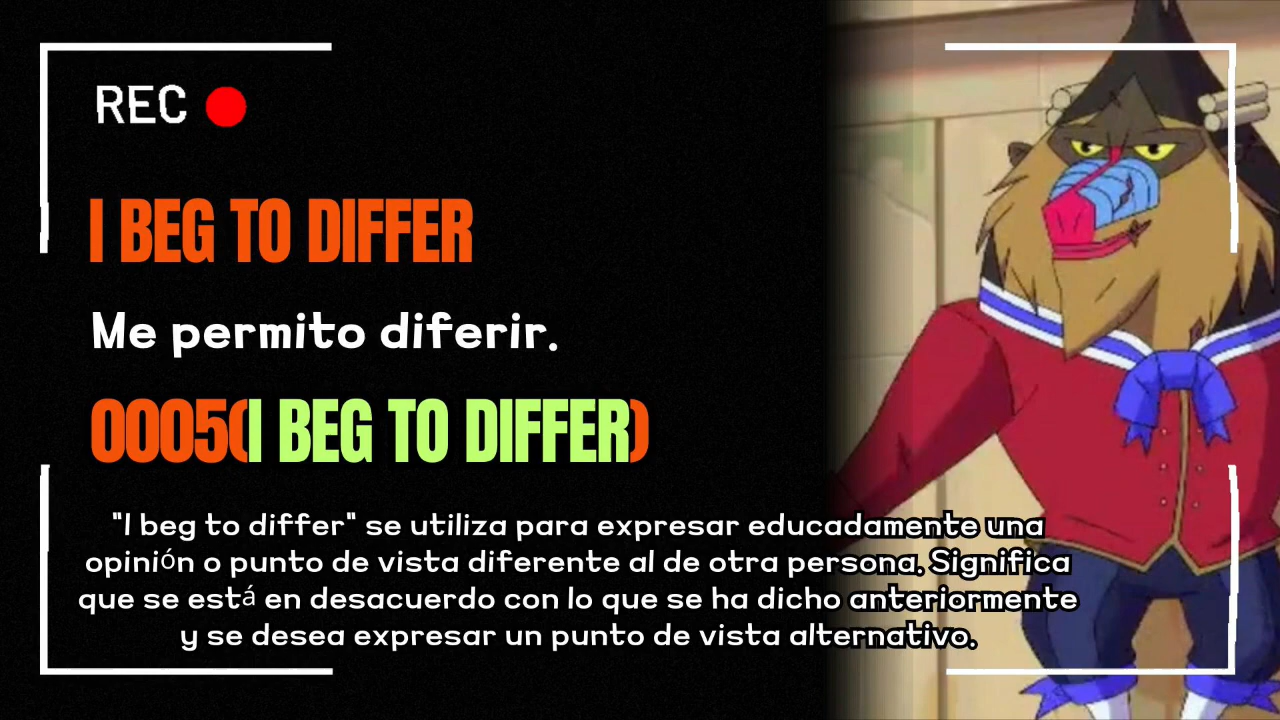 REC
I BEG TO DIFFER
Me permito diferir.
0005(I BEG TO DIFFER)
"I beg to differ" se utiliza para expresar educadamente una
opinión o punto de vista diferente al de otra persona. Significa
que se está en desacuerdo con lo que se ha dicho anteriormente
y se desea expresar un punto de vista alternativo.